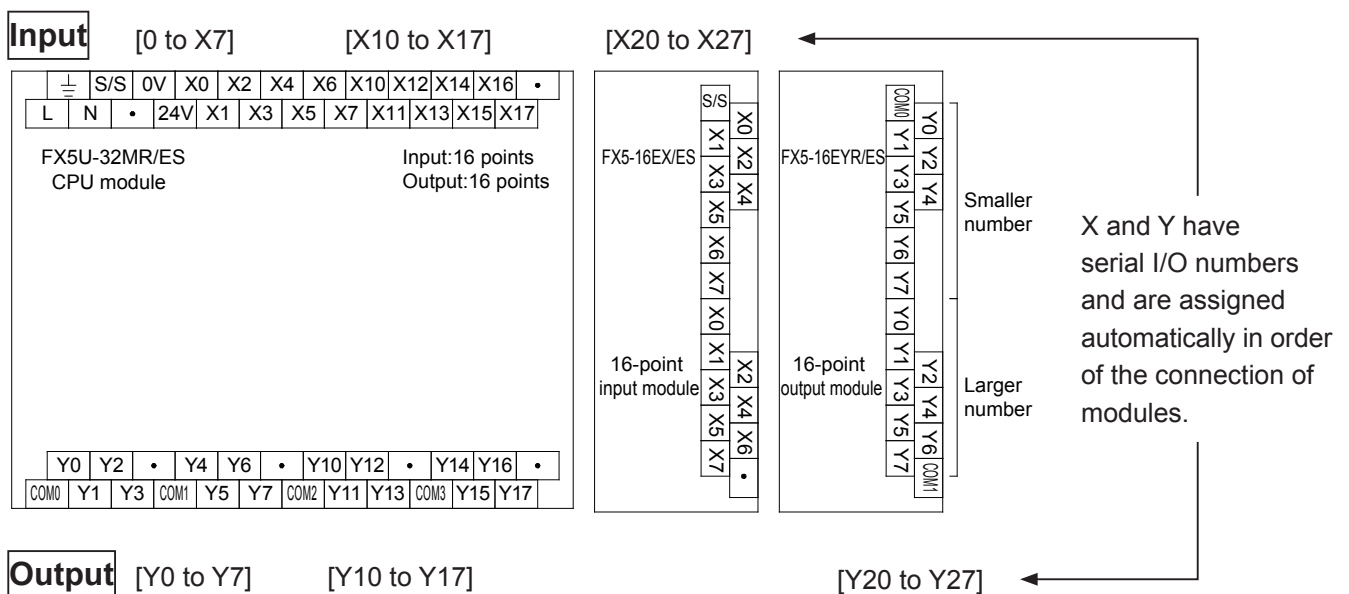 Input [0 to X7] [X10 to X17] [X20 to X27]
⏚ S/S 0V X0 X2 X4 X6 X10 X12 X14 X16 •
L N • 24V X1 X3 X5 X7 X11 X13 X15 X17
FX5U-32MR/ES
CPU module
Input:16 points
Output:16 points
Y0 Y2 • Y4 Y6 • Y10 Y12 • Y14 Y16 •
COM0 Y1 Y3 COM1 Y5 Y7 COM2 Y11 Y13 COM3 Y15 Y17
FX5-16EX/ES
16-point
input module
S/S X1 X3 X5 X6 X7 X0 X1 X3 X5 X7
X0 X2 X4
X2 X4 X6 •
FX5-16EYR/ES
16-point
output module
COM0 Y1 Y3 Y5 Y6 Y7 Y0 Y1 Y3 Y5 Y7
Y0 Y2 Y4
Y2 Y4 Y6 COM1
Smaller
number
Larger
number
X and Y have
serial I/O numbers
and are assigned
automatically in order
of the connection of
modules.
Output [Y0 to Y7] [Y10 to Y17] [Y20 to Y27]